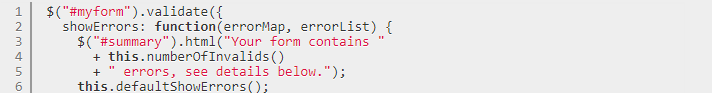 1 $("#myform").validate({
2   showErrors: function(errorMap, errorList) {
3     $("#summary").html("Your form contains "
4       + this.numberOfInvalids()
5       + " errors, see details below.");
6     this.defaultShowErrors();